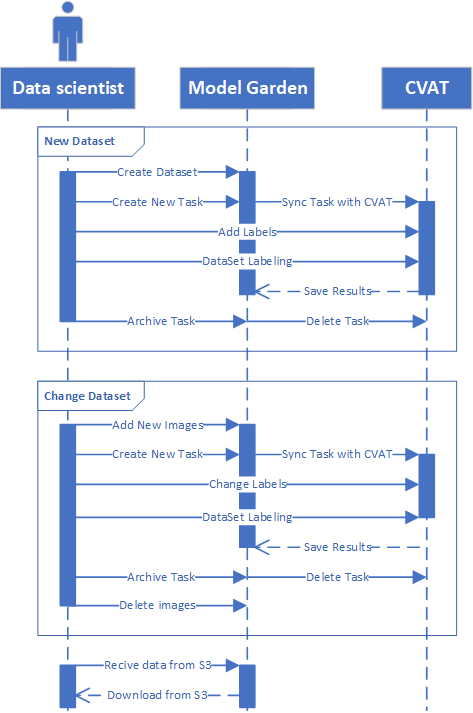 Data scientist
Model Garden
CVAT
New Dataset
Create Dataset
Create New Task
Sync Task with CVAT
Add Labels
DataSet Labeling
Save Results
Archive Task
Delete Task
Change Dataset
Add New Images
Create New Task
Sync Task with CVAT
Change Labels
DataSet Labeling
Save Results
Archive Task
Delete Task
Delete images
Recive data from S3
Download from S3